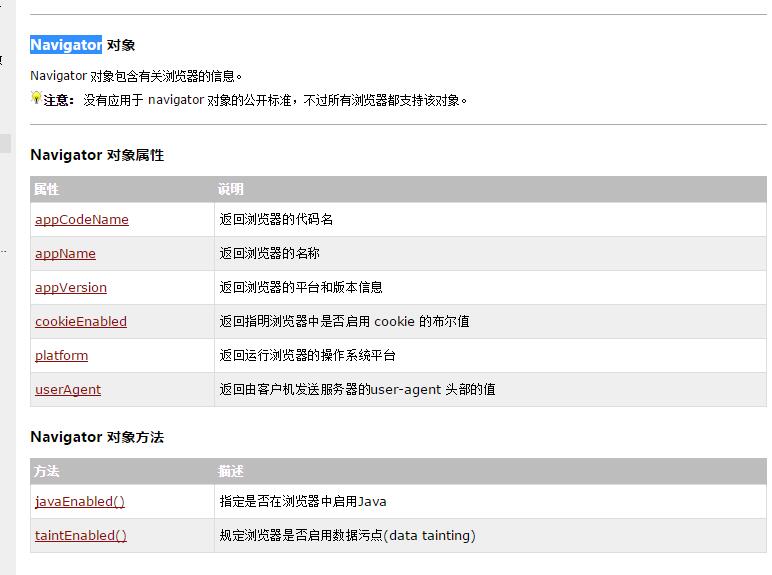 Navigator 对象
Navigator 对象包含有关浏览器的信息。
注意： 没有应用于 navigator 对象的公开标准，不过所有浏览器都支持该对象。
Navigator 对象属性
属性 说明
appCodeName 返回浏览器的代码名
appName 返回浏览器的名称
appVersion 返回浏览器的平台和版本信息
cookieEnabled 返回指明浏览器中是否启用 cookie 的布尔值
platform 返回运行浏览器的操作系统平台
userAgent 返回由客户机发送服务器的user-agent 头部的值
Navigator 对象方法
方法 描述
javaEnabled() 指定是否在浏览器中启用Java
taintEnabled() 规定浏览器是否启用数据污点(data tainting)